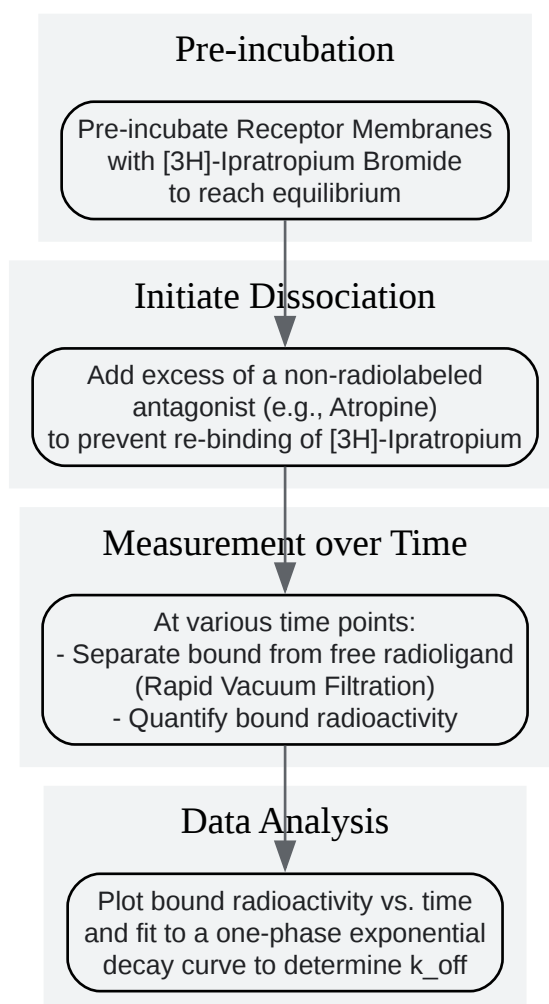 Pre-incubation
Pre-incubate Receptor Membranes
with [3H]-Ipratropium Bromide
to reach equilibrium
Initiate Dissociation
Add excess of a non-radiolabeled
antagonist (e.g., Atropine)
to prevent re-binding of [3H]-Ipratropium
Measurement over Time
At various time points:
- Separate bound from free radioligand
(Rapid Vacuum Filtration)
- Quantify bound radioactivity
Data Analysis
Plot bound radioactivity vs. time
and fit to a one-phase exponential
decay curve to determine k_off